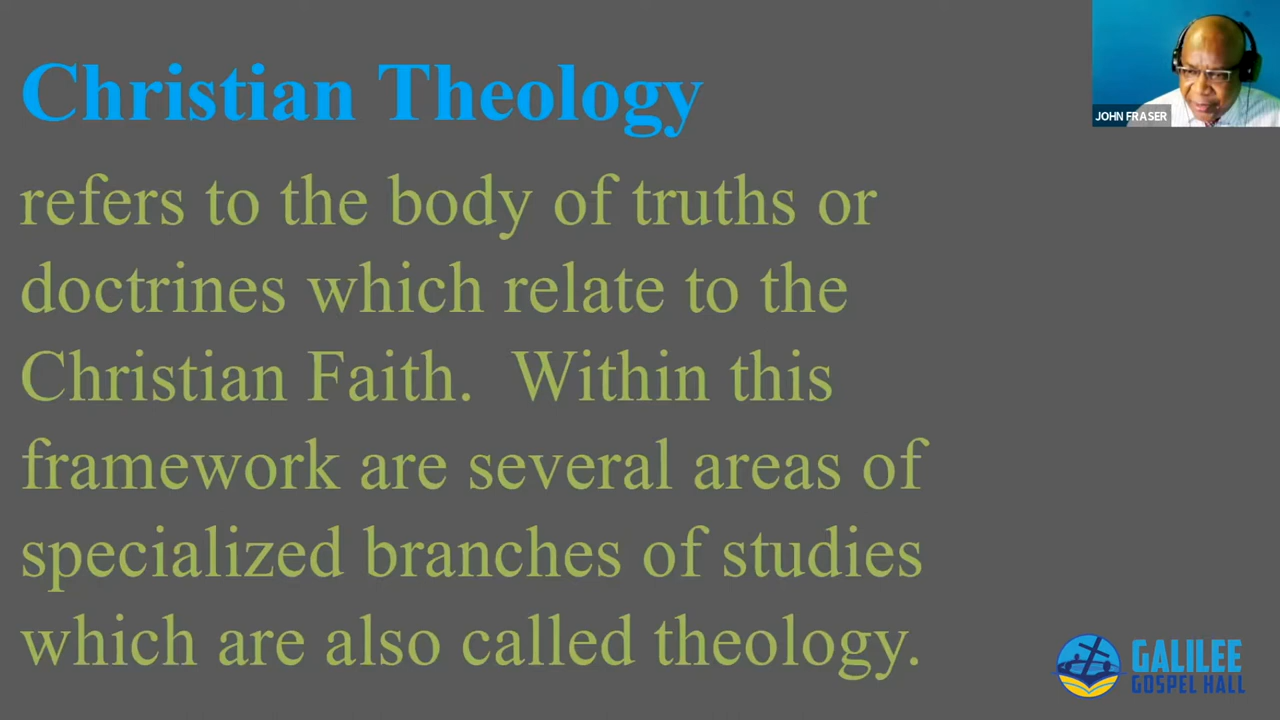 Christian Theology
refers to the body of truths or
doctrines which relate to the
Christian Faith.  Within this
framework are several areas of
specialized branches of studies
which are also called theology.
JOHN FRASER
GALILEE
GOSPEL HALL